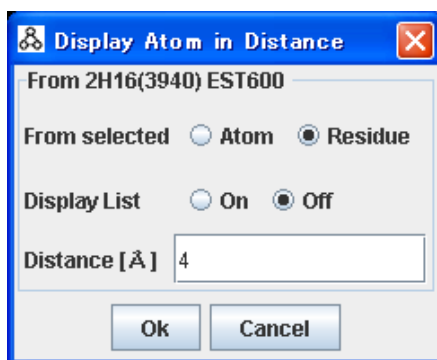 Display Atom in Distance
From 2H16(3940) EST600
From selected Atom Residue
Display List On Off
Distance [Å] 4
Ok Cancel